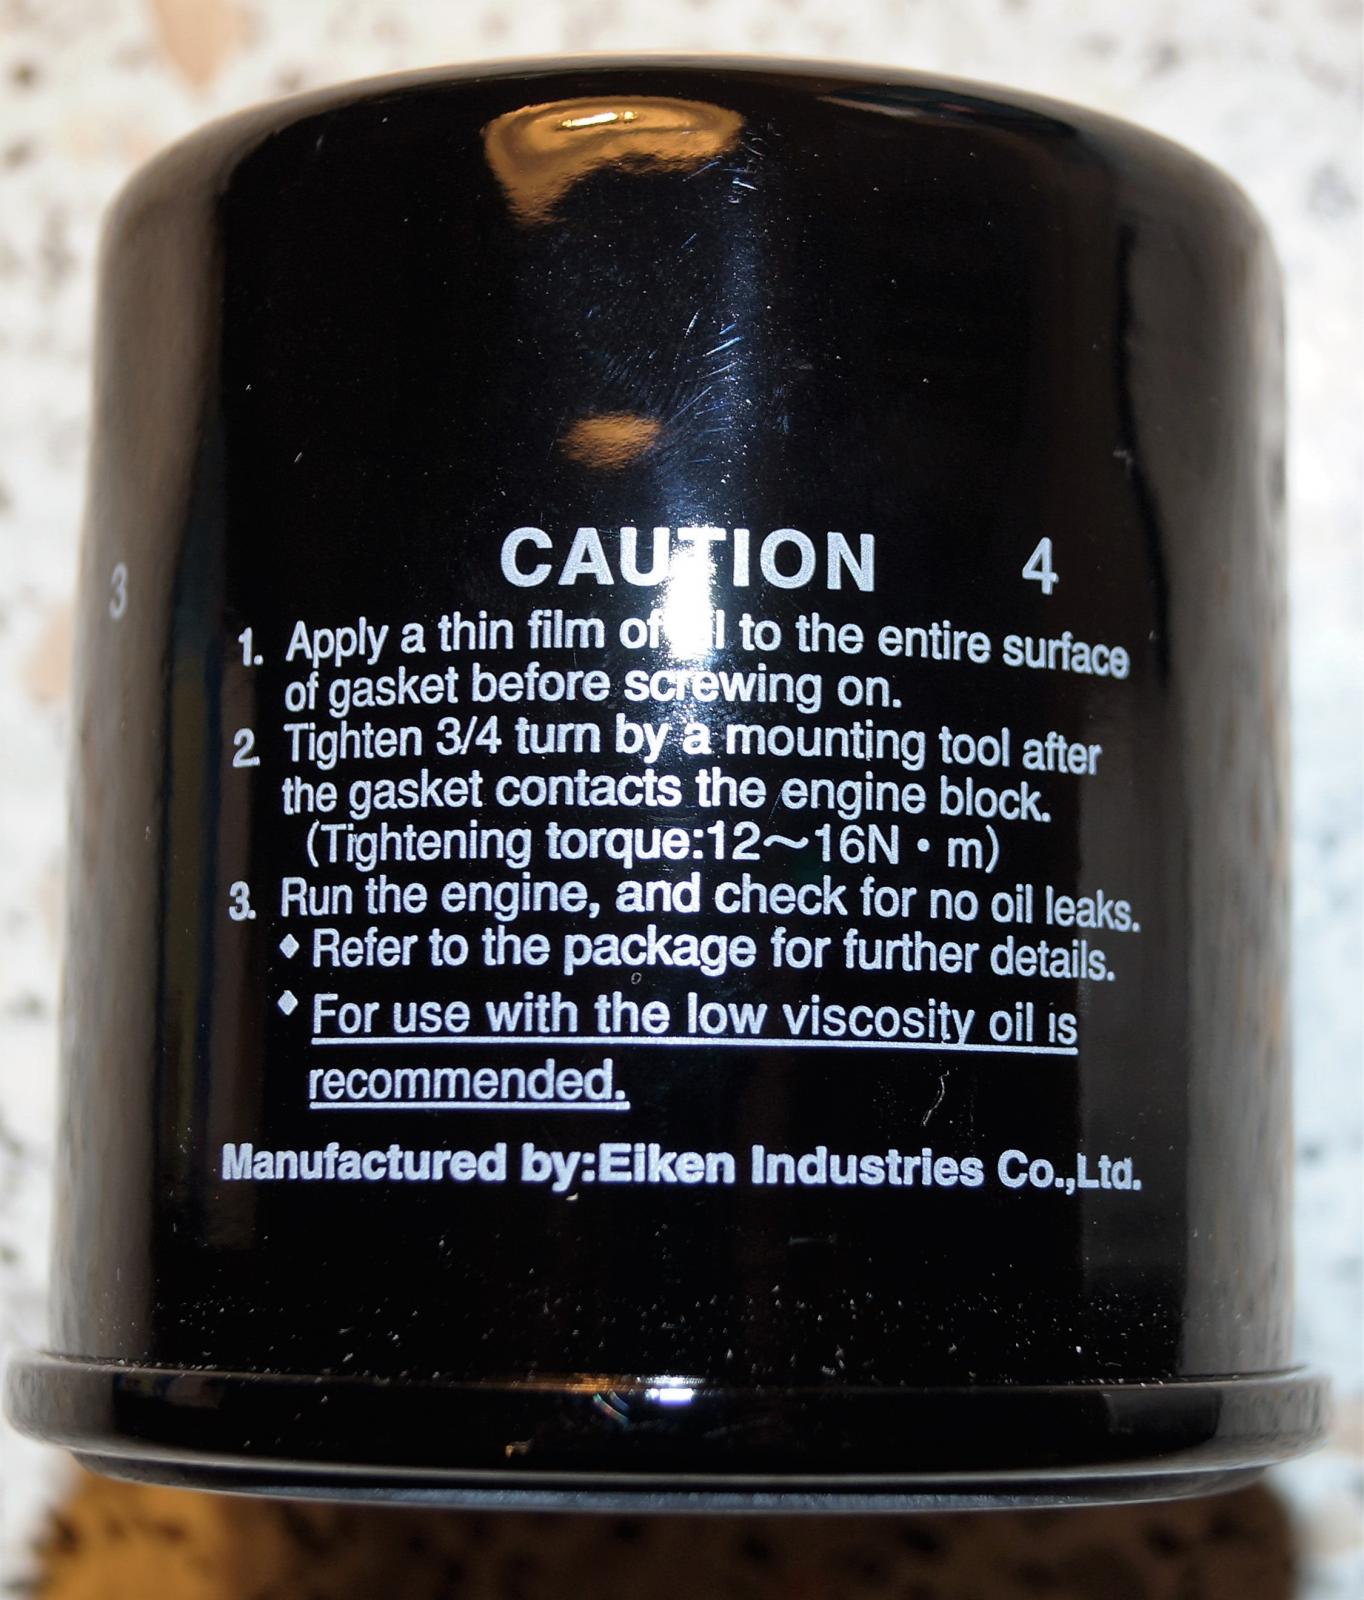 CAUTION 4
3
1. Apply a thin film of oil to the entire surface
of gasket before screwing on.
2. Tighten 3/4 turn by a mounting tool after
the gasket contacts the engine block.
(Tightening torque:12～16N・m)
3. Run the engine, and check for no oil leaks.
♦Refer to the package for further details.
♦For use with the low viscosity oil is
recommended.
Manufactured by:Eiken Industries Co.,Ltd.